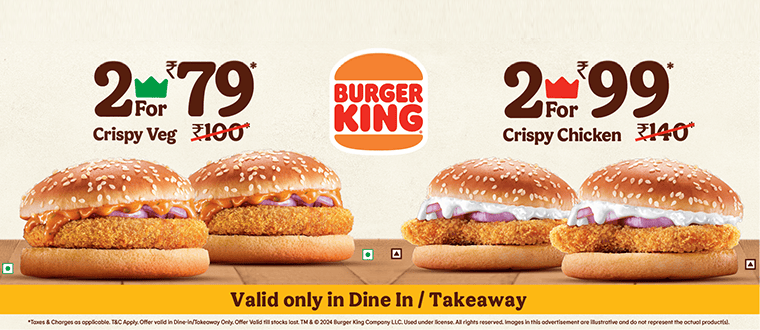 2 For ₹79*
Crispy Veg ₹100*
BURGER
KING
2 For ₹99*
Crispy Chicken ₹140*
Valid only in Dine In / Takeaway
*Taxes & Charges as applicable. T&C Apply. Offer valid in Dine-In/Takeaway Only. Offer Valid till stocks last. TM & © 2024 Burger King Company LLC. Used under license. All rights reserved. Images in this advertisement are illustrative and do not represent the actual product(s).